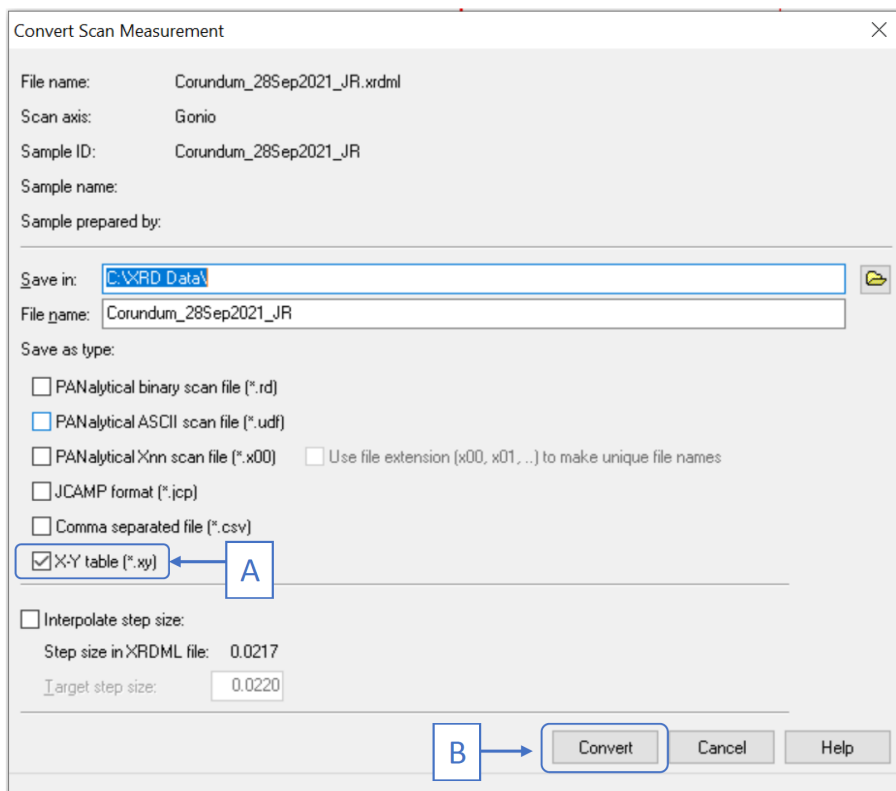 Convert Scan Measurement
File name: Corundum_28Sep2021_JR.xrdml
Scan axis: Gonio
Sample ID: Corundum_28Sep2021_JR
Sample name:
Sample prepared by:
Save in: C:\XRD Data\
File name: Corundum_28Sep2021_JR
Save as type:
PANalytical binary scan file (*.rd)
PANalytical ASCII scan file (*.udf)
PANalytical Xnn scan file (*.x00) Use file extension (x00, x01, ..) to make unique file names
JCAMP format (*.jcp)
Comma separated file (*.csv)
X-Y table (*.xy) A
Interpolate step size:
Step size in XRDML file: 0.0217
Target step size: 0.0220
B Convert Cancel Help